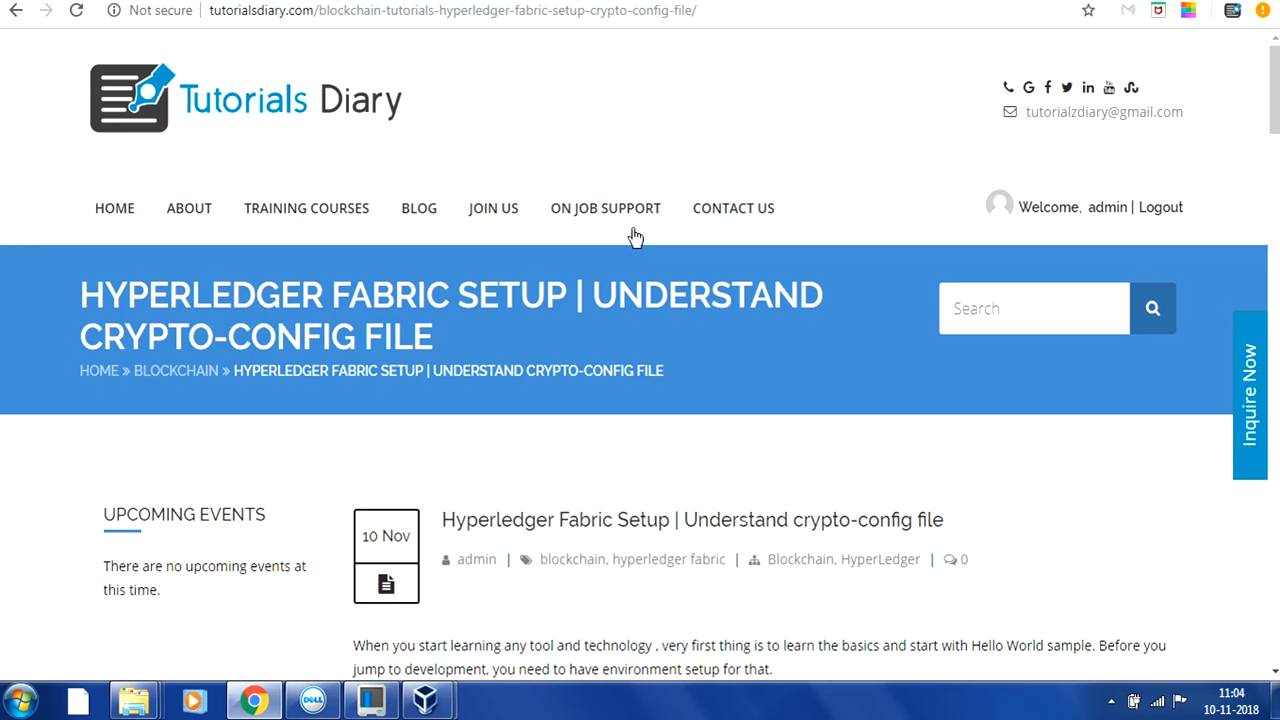 Not secure
tutorialsdiary.com/blockchain-tutorials-hyperledger-fabric-setup-crypto-config-file/
Tutorials Diary
tutorialzdiary@gmail.com
HOME ABOUT TRAINING COURSES BLOG JOIN US ON JOB SUPPORT CONTACT US
Welcome, admin | Logout
HYPERLEDGER FABRIC SETUP | UNDERSTAND
CRYPTO-CONFIG FILE
HOME » BLOCKCHAIN » HYPERLEDGER FABRIC SETUP | UNDERSTAND CRYPTO-CONFIG FILE
Search
Inquire Now
UPCOMING EVENTS
There are no upcoming events at
this time.
10 Nov
Hyperledger Fabric Setup | Understand crypto-config file
admin | blockchain, hyperledger fabric | Blockchain, HyperLedger | 0
When you start learning any tool and technology , very first thing is to learn the basics and start with Hello World sample. Before you
jump to development, you need to have environment setup for that.
DELL
11:04
10-11-2018